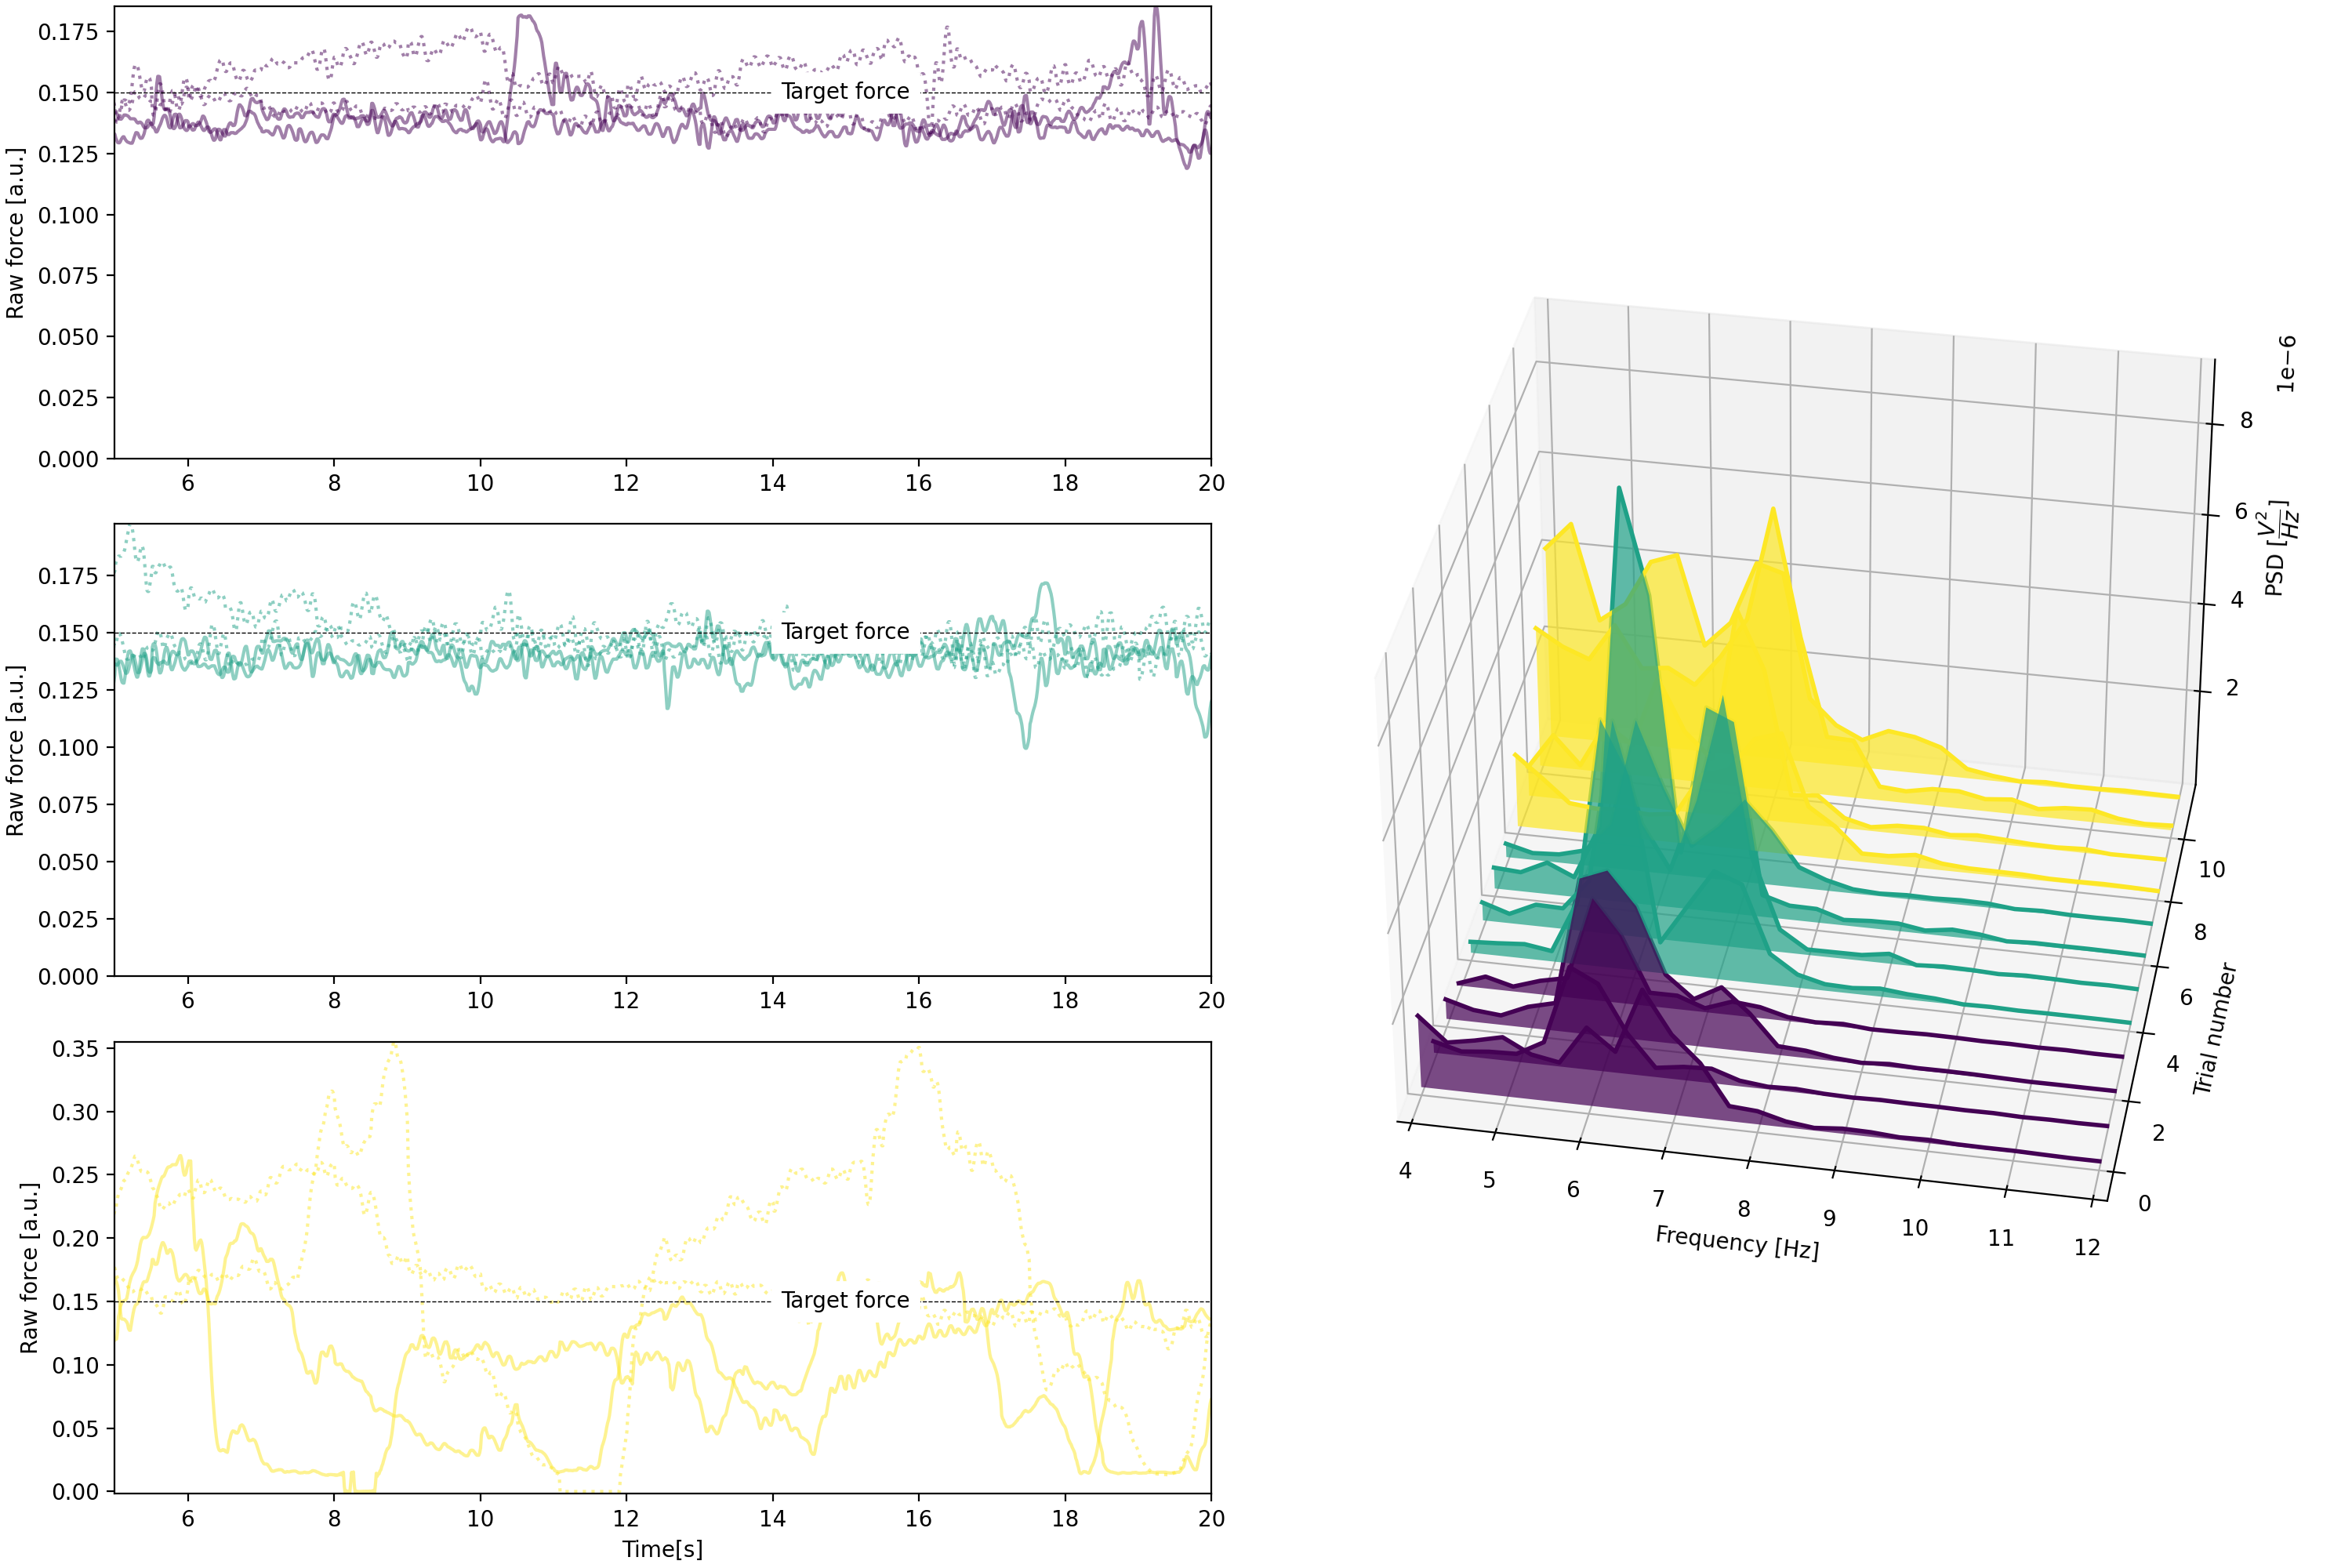 Raw force [a.u.]
0.175
0.150
0.125
0.100
0.075
0.050
0.025
0.000
Target force
6 8 10 12 14 16 18 20
Raw force [a.u.]
0.175
0.150
0.125
0.100
0.075
0.050
0.025
0.000
Target force
6 8 10 12 14 16 18 20
Raw force [a.u.]
0.35
0.30
0.25
0.20
0.15
0.10
0.05
0.00
Target force
6 8 10 12 14 16 18 20
Time[s]
1e−6
8
6
4
2
PSD [V²/Hz]
10
8
6
4
2
0
Trial number
4 5 6 7 8 9 10 11 12
Frequency [Hz]